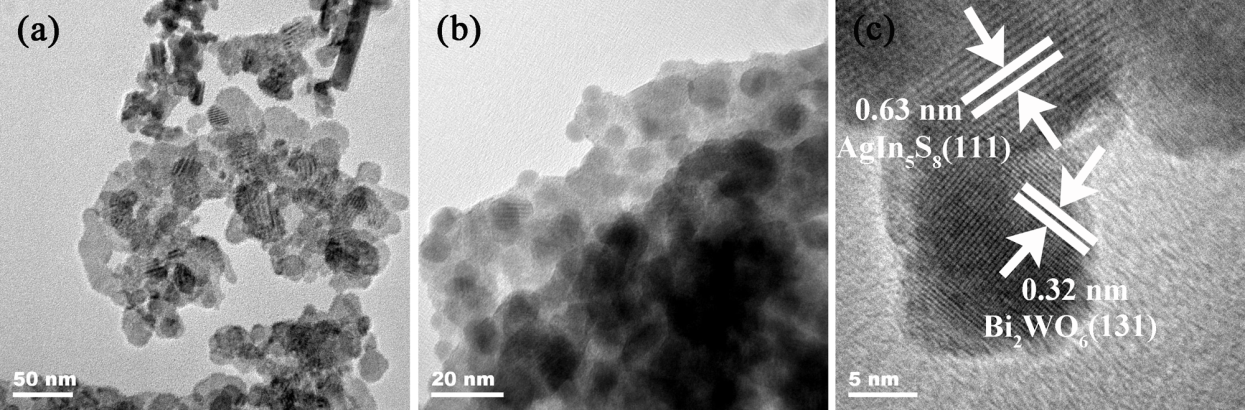 (a)
50 nm
(b)
20 nm
(c)
0.63 nm
AgIn₅S₈(111)
0.32 nm
Bi₂WO₆(131)
5 nm